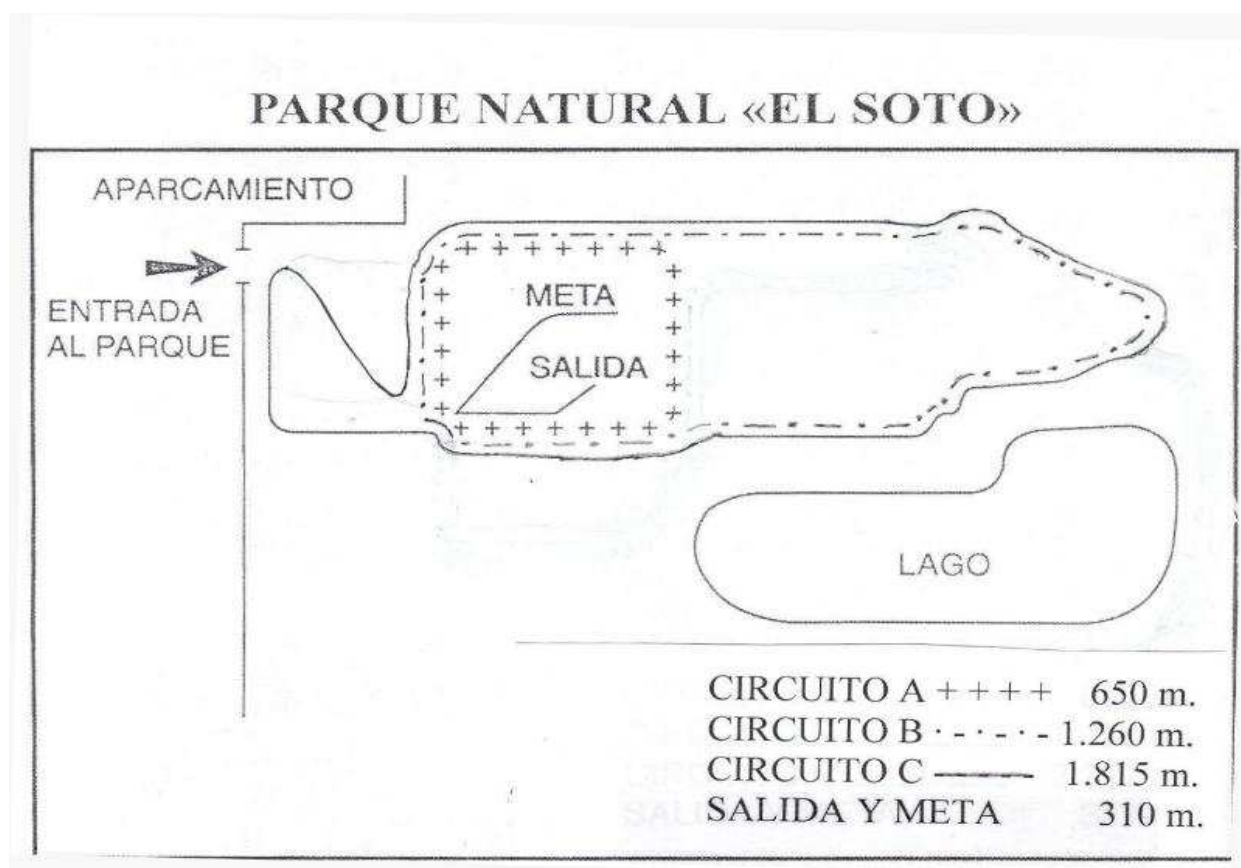 PARQUE NATURAL «EL SOTO»
APARCAMIENTO
ENTRADA
AL PARQUE
META
SALIDA
LAGO
CIRCUITO A + + + + 650 m.
CIRCUITO B · - · - · - 1.260 m.
CIRCUITO C ——— 1.815 m.
SALIDA Y META 310 m.